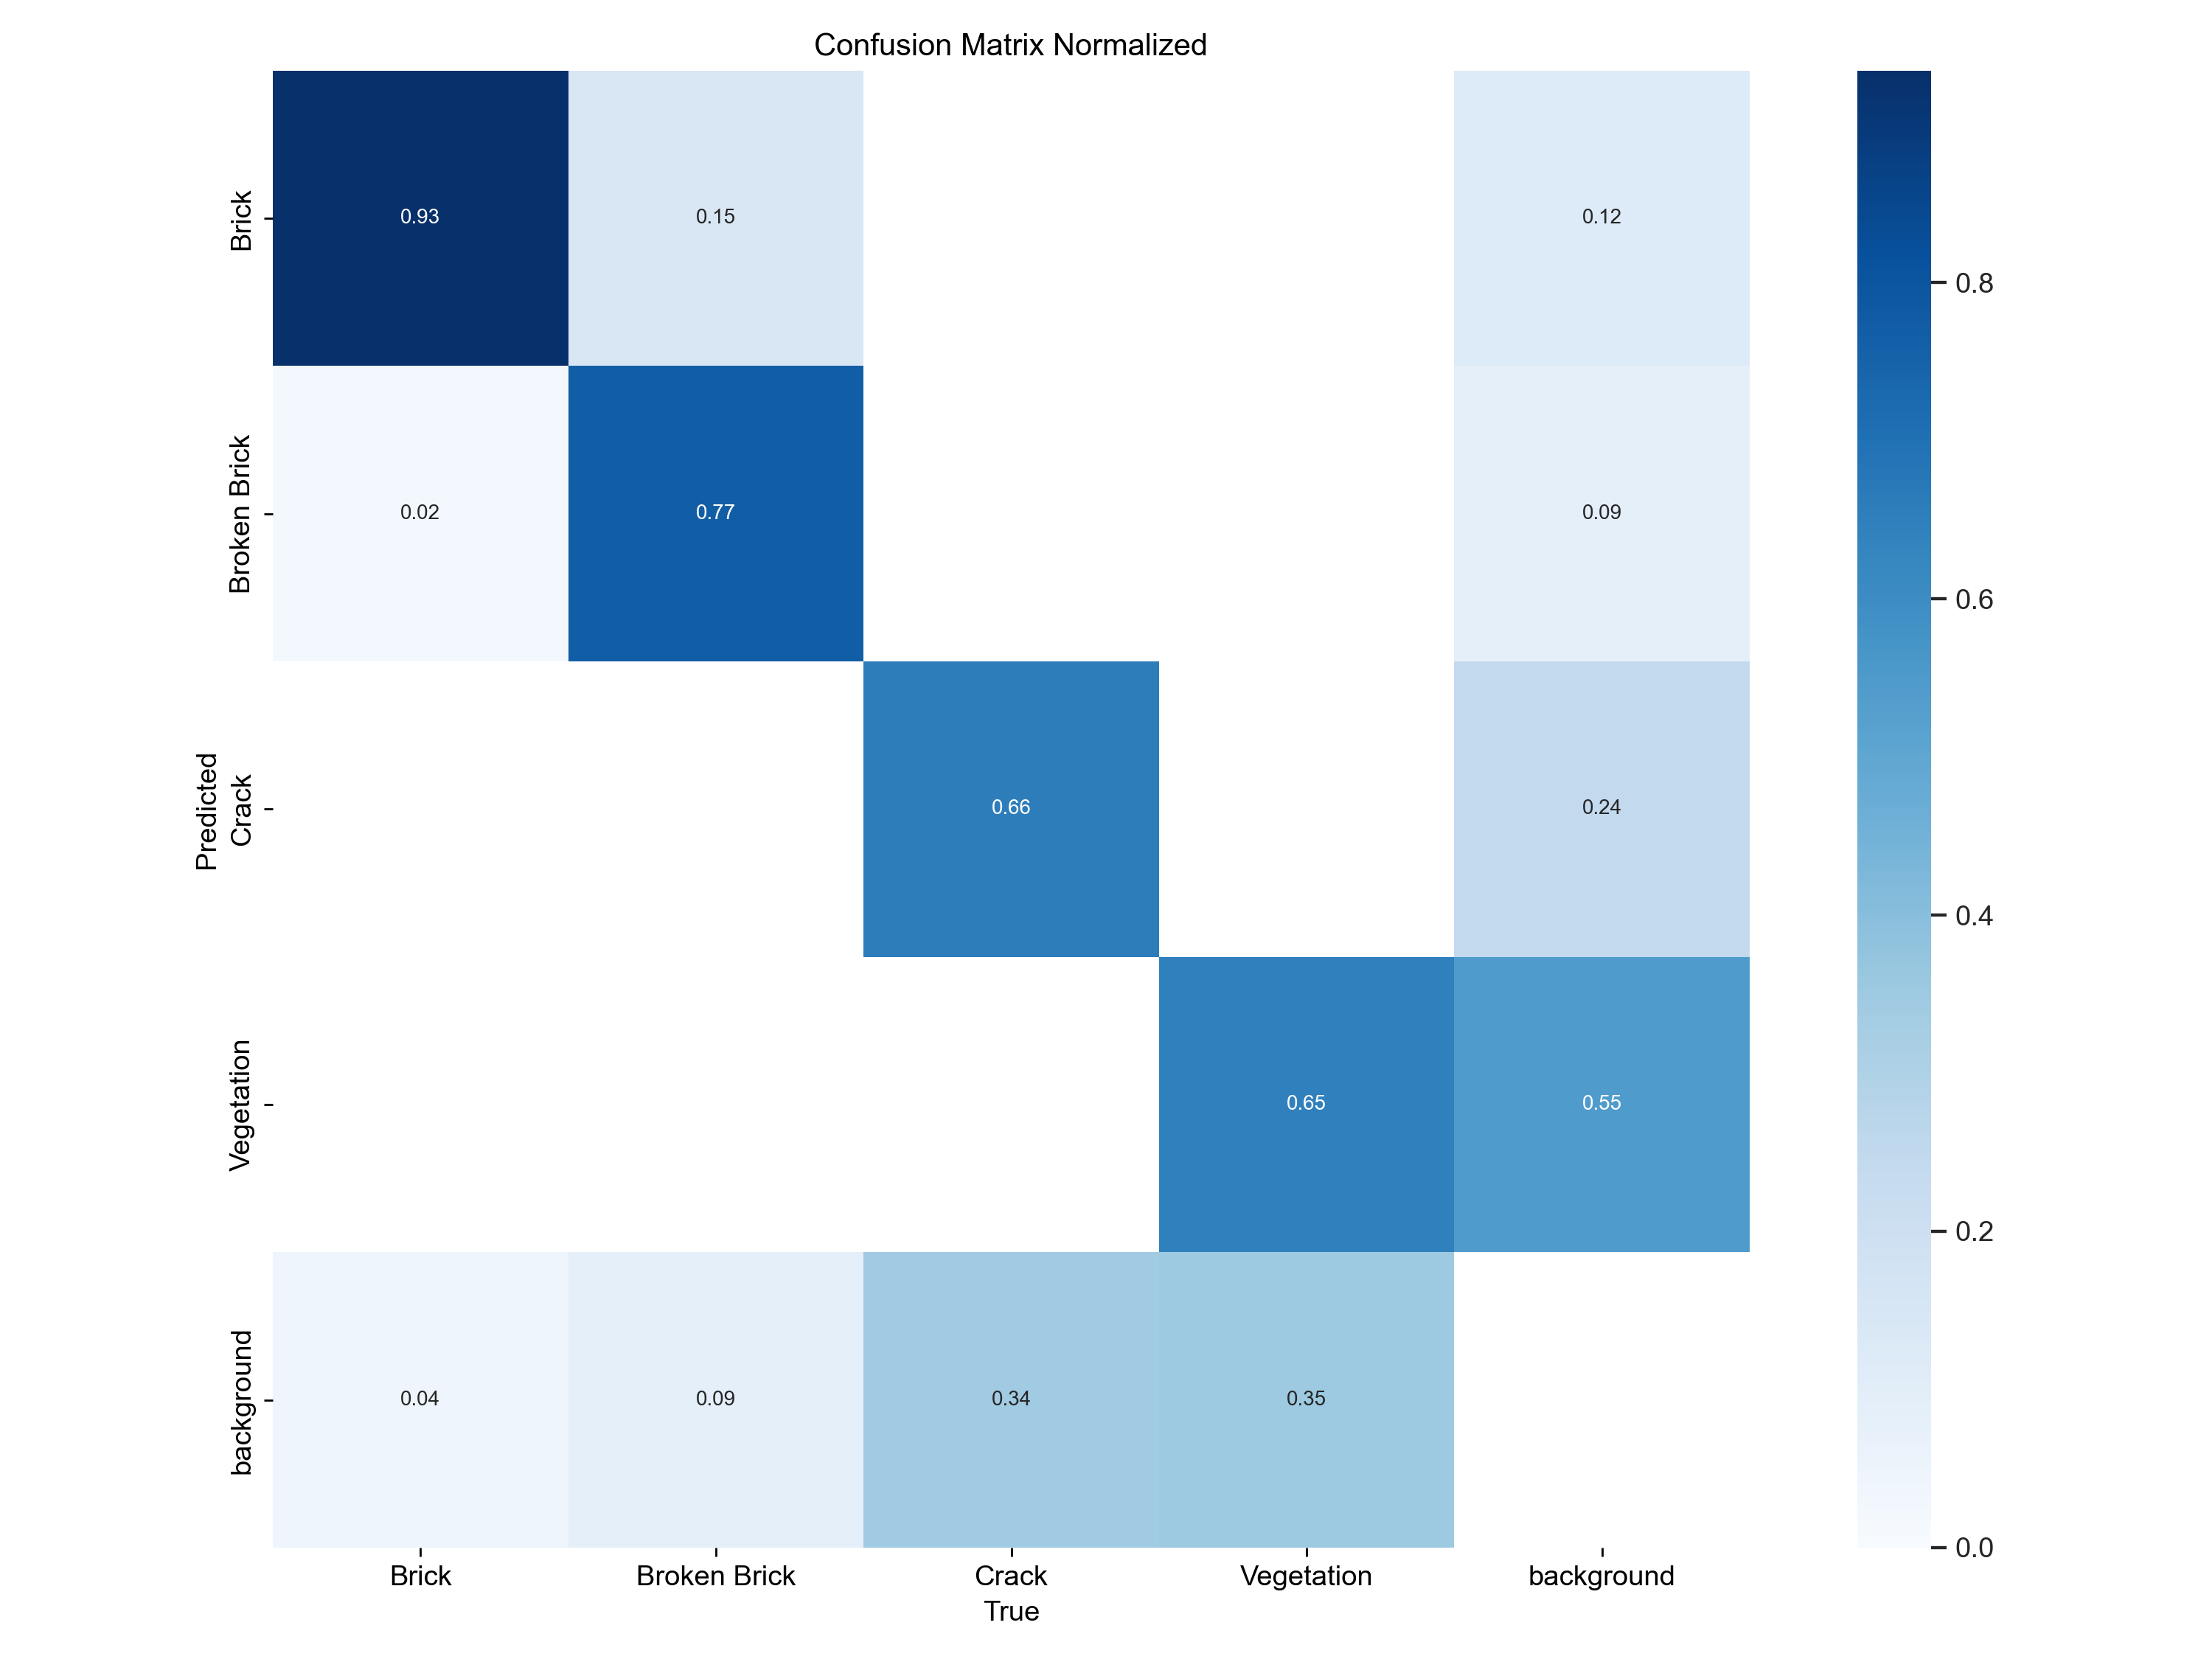 Confusion Matrix Normalized
Brick
0.93
0.15
0.12
Broken Brick
0.02
0.77
0.09
Predicted
Crack
0.66
0.24
Vegetation
0.65
0.55
background
0.04
0.09
0.34
0.35
Brick
Broken Brick
Crack
Vegetation
background
True
0.8
0.6
0.4
0.2
0.0